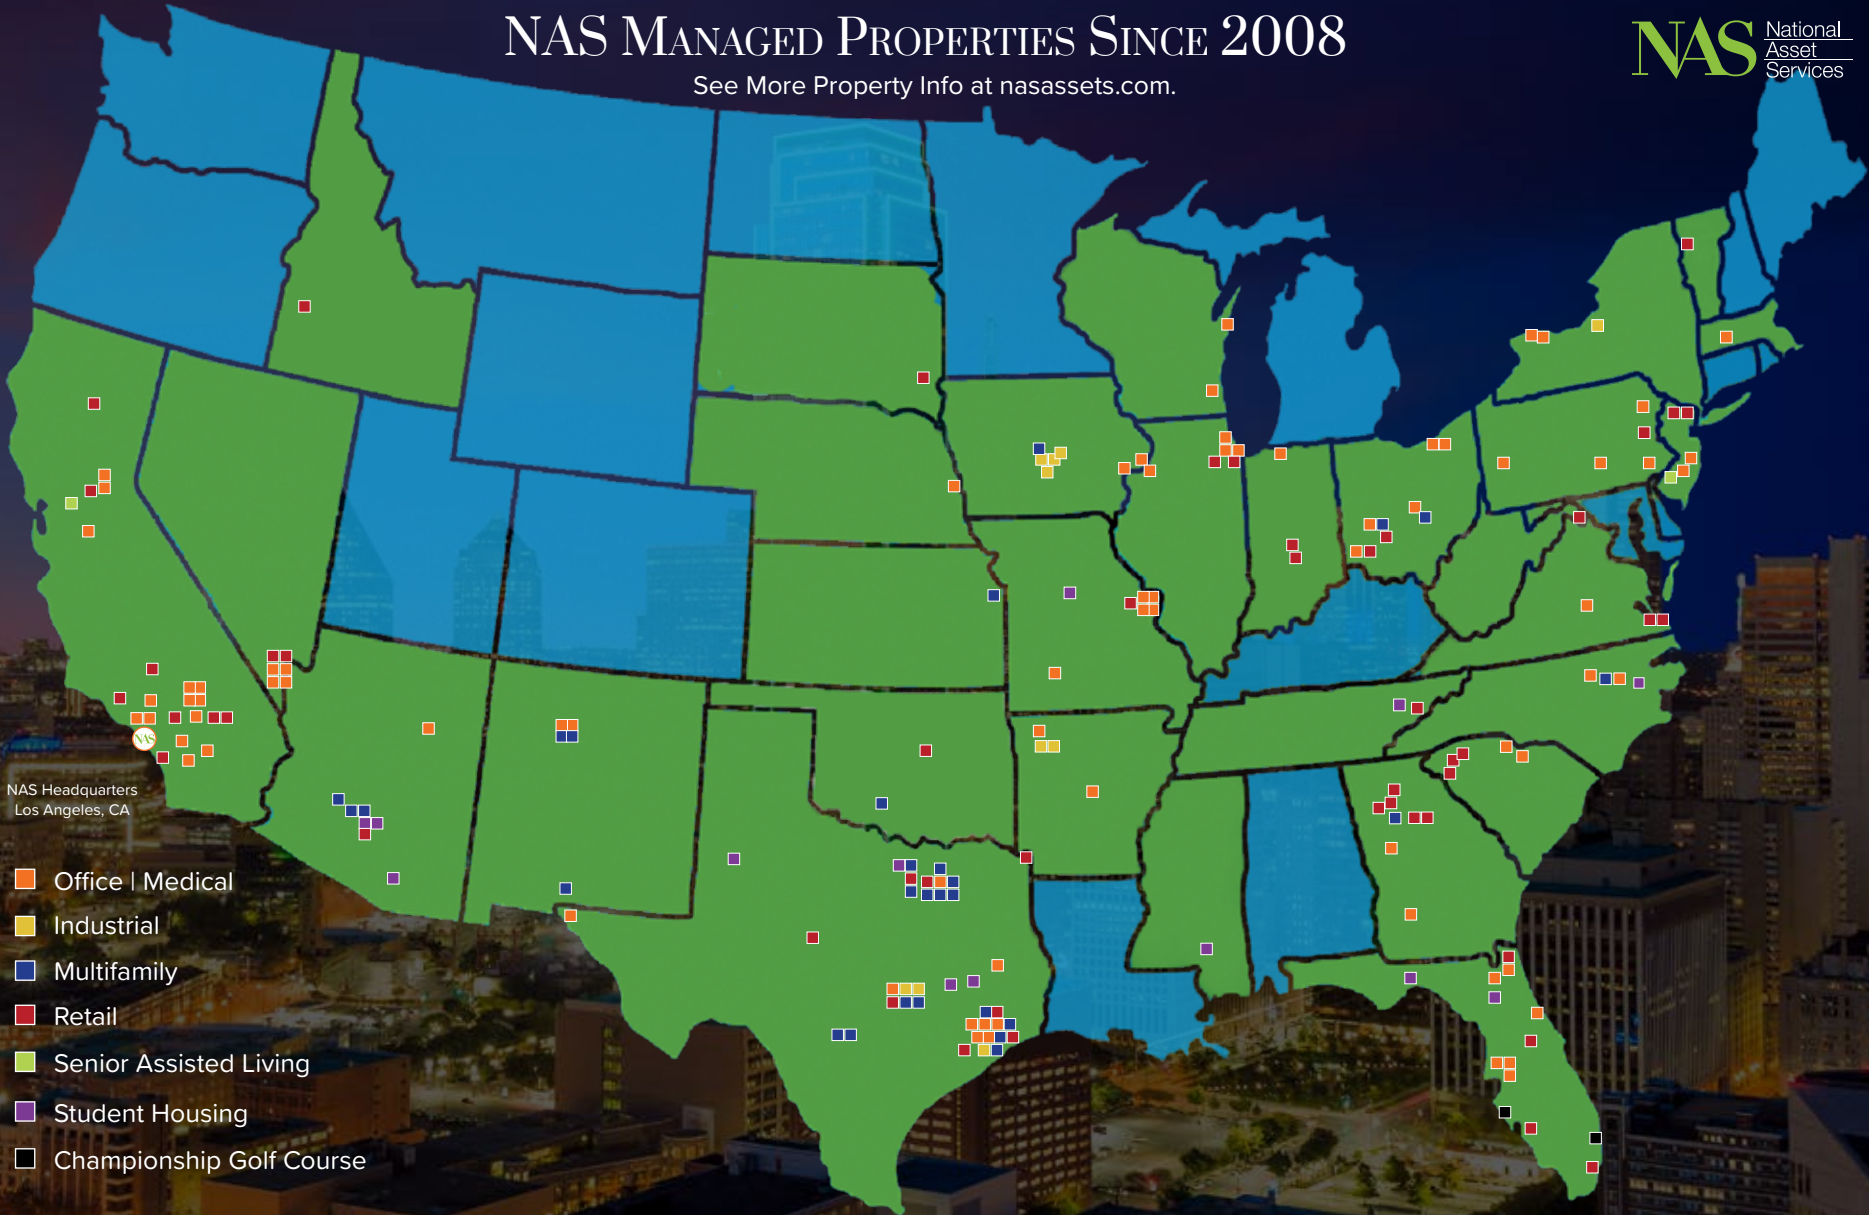 NAS Managed Properties Since 2008
See More Property Info at nasassets.com.
NAS National
Asset
Services
NAS
NAS Headquarters
Los Angeles, CA
Office | Medical
Industrial
Multifamily
Retail
Senior Assisted Living
Student Housing
Championship Golf Course